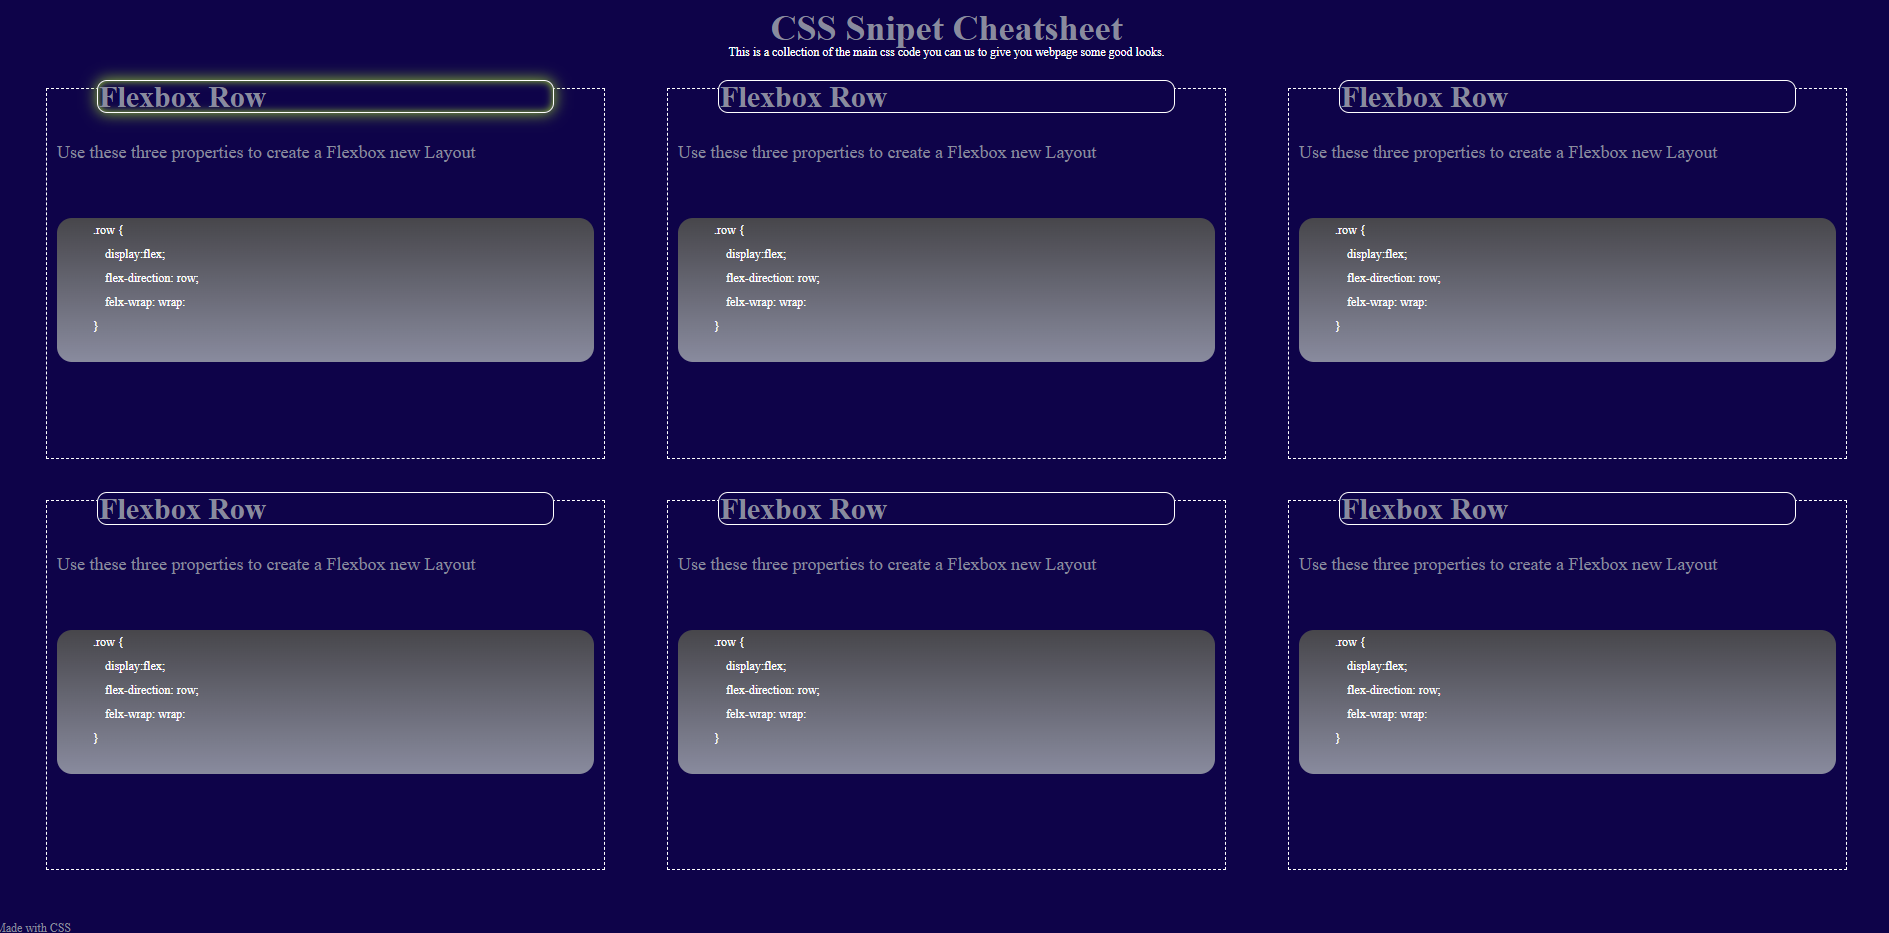 CSS Snipet Cheatsheet
This is a collection of the main css code you can us to give you webpage some good looks.
Flexbox Row
Use these three properties to create a Flexbox new Layout
.row {
display:flex;
flex-direction: row;
felx-wrap: wrap:
}
Flexbox Row
Use these three properties to create a Flexbox new Layout
.row {
display:flex;
flex-direction: row;
felx-wrap: wrap:
}
Flexbox Row
Use these three properties to create a Flexbox new Layout
.row {
display:flex;
flex-direction: row;
felx-wrap: wrap:
}
Flexbox Row
Use these three properties to create a Flexbox new Layout
.row {
display:flex;
flex-direction: row;
felx-wrap: wrap:
}
Flexbox Row
Use these three properties to create a Flexbox new Layout
.row {
display:flex;
flex-direction: row;
felx-wrap: wrap:
}
Flexbox Row
Use these three properties to create a Flexbox new Layout
.row {
display:flex;
flex-direction: row;
felx-wrap: wrap:
}
Made with CSS